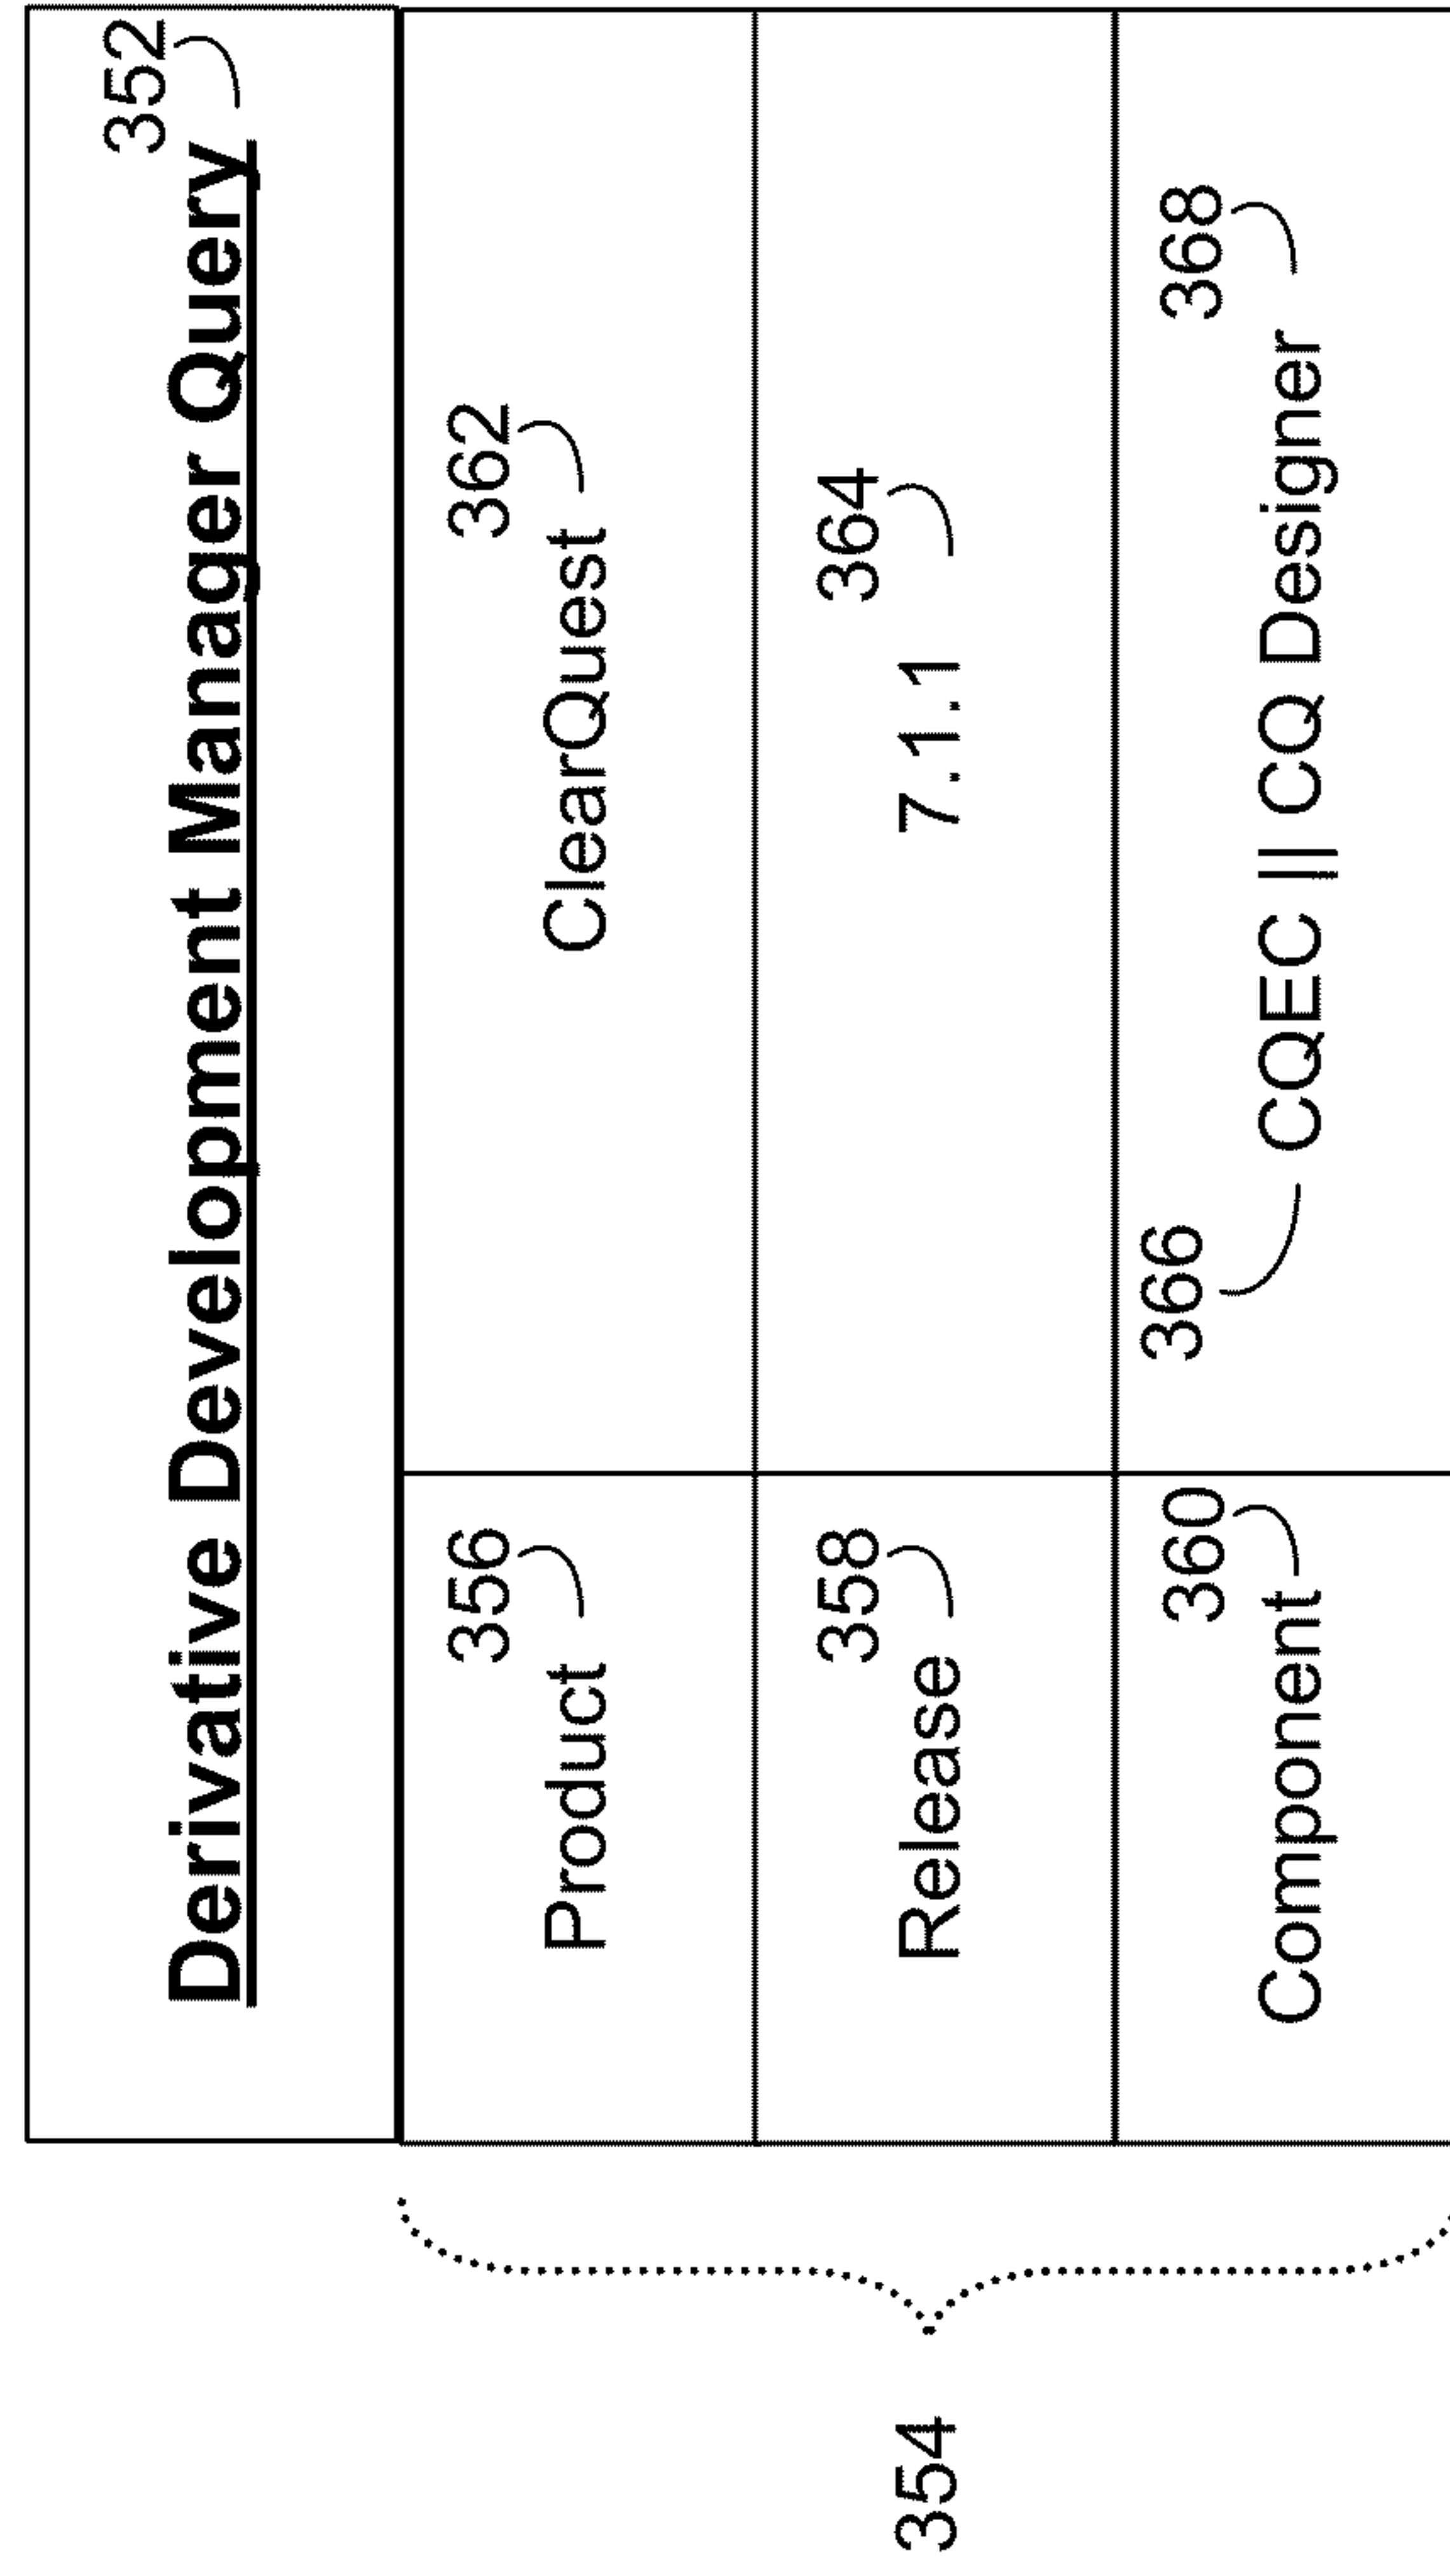 352
Derivative Development Manager Query
356
Product
362
ClearQuest
354
358
Release
364
7.1.1
360
Component
366
368
CQEC || CQ Designer